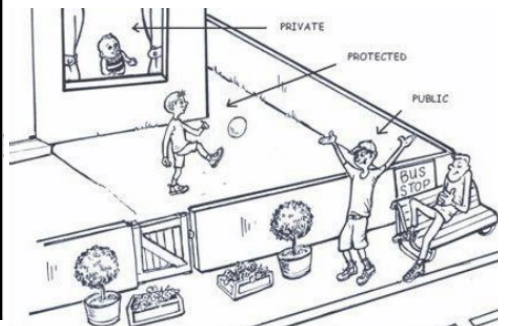 PRIVATE
PROTECTED
PUBLIC
BUS
STOP